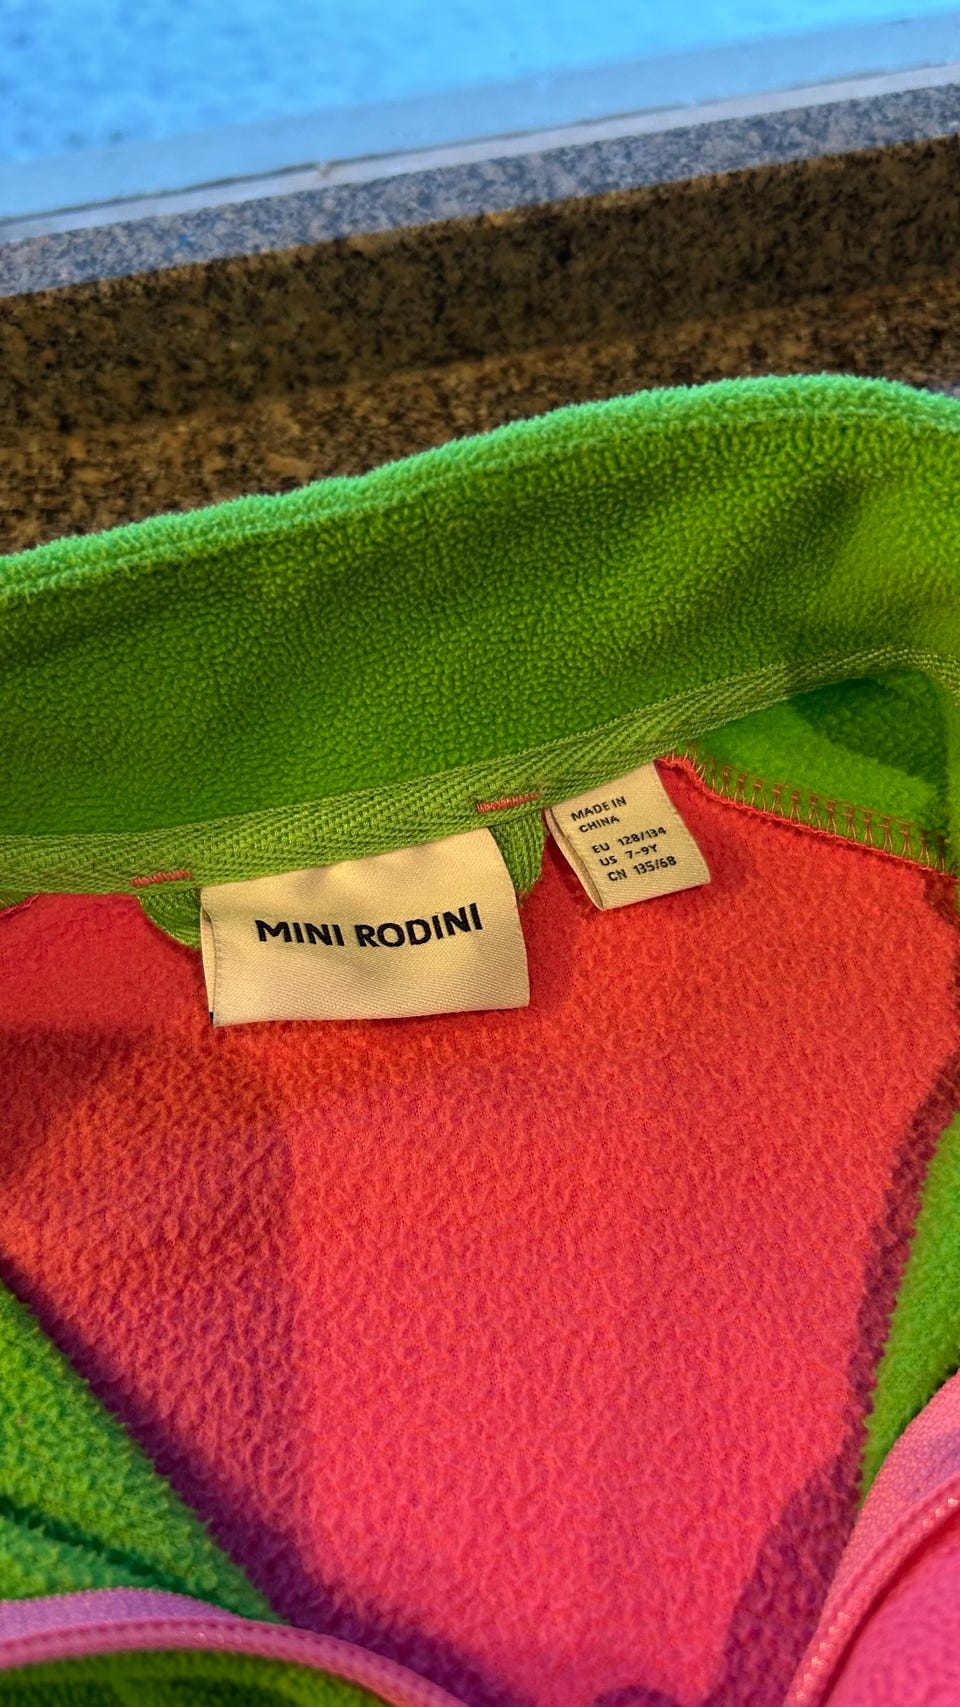 MINI RODINI
MADE IN
CHINA
EU 128/134
US 7-9Y
CN 135/68